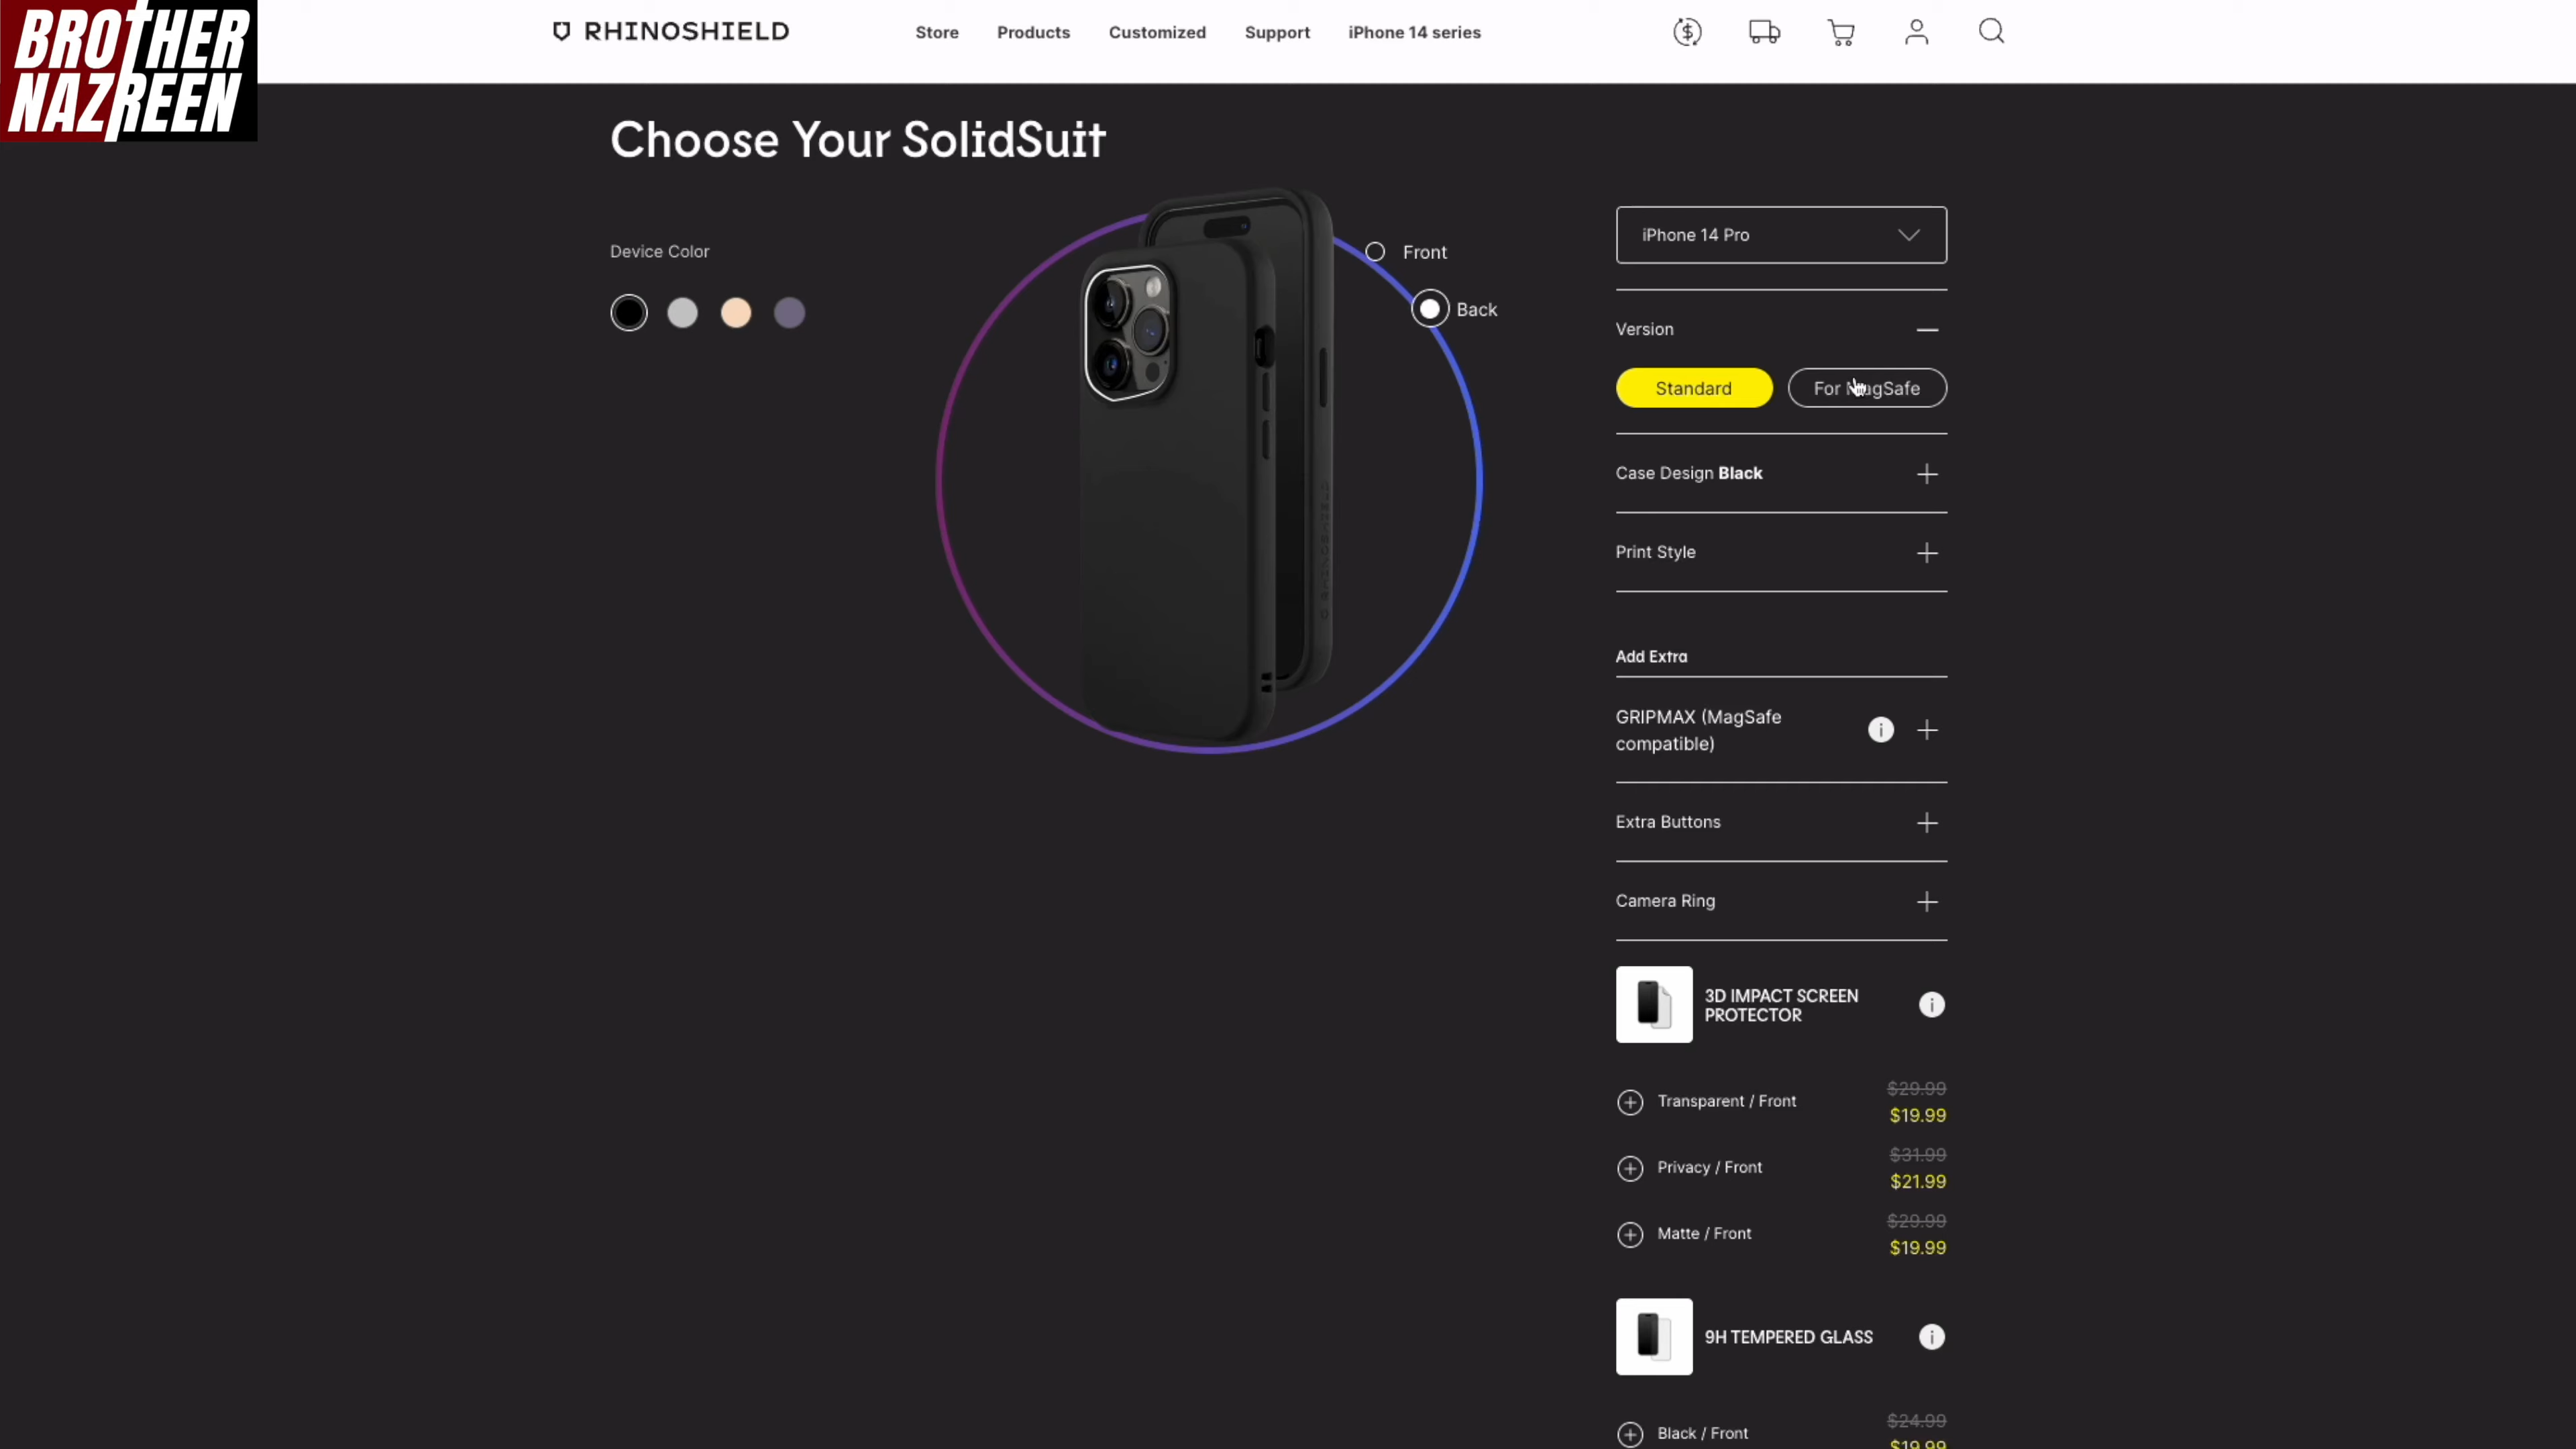 BROTHER
NAZREEN
RHINOSHIELD
Store
Products
Customized
Support
iPhone 14 series
Choose Your SolidSuit
Device Color
Front
Back
RHINOSHIELD
iPhone 14 Pro
Version
Standard
For MagSafe
Case Design Black
Print Style
Add Extra
GRIPMAX (MagSafe
compatible)
Extra Buttons
Camera Ring
3D IMPACT SCREEN
PROTECTOR
Transparent / Front
$29.99
$19.99
Privacy / Front
$31.99
$21.99
Matte / Front
$29.99
$19.99
9H TEMPERED GLASS
Black / Front
$24.99
$19.99